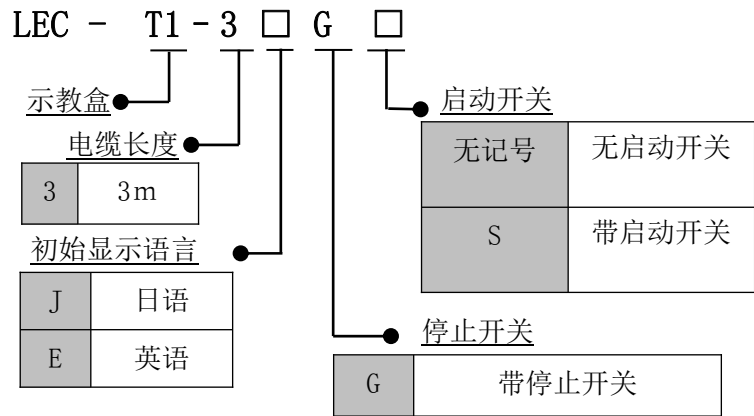 LEC - T1-3□ G □
示教盒
启动开关
电缆长度
无记号 无启动开关
3 3m
S 带启动开关
初始显示语言
J 日语
E 英语
停止开关
G 带停止开关